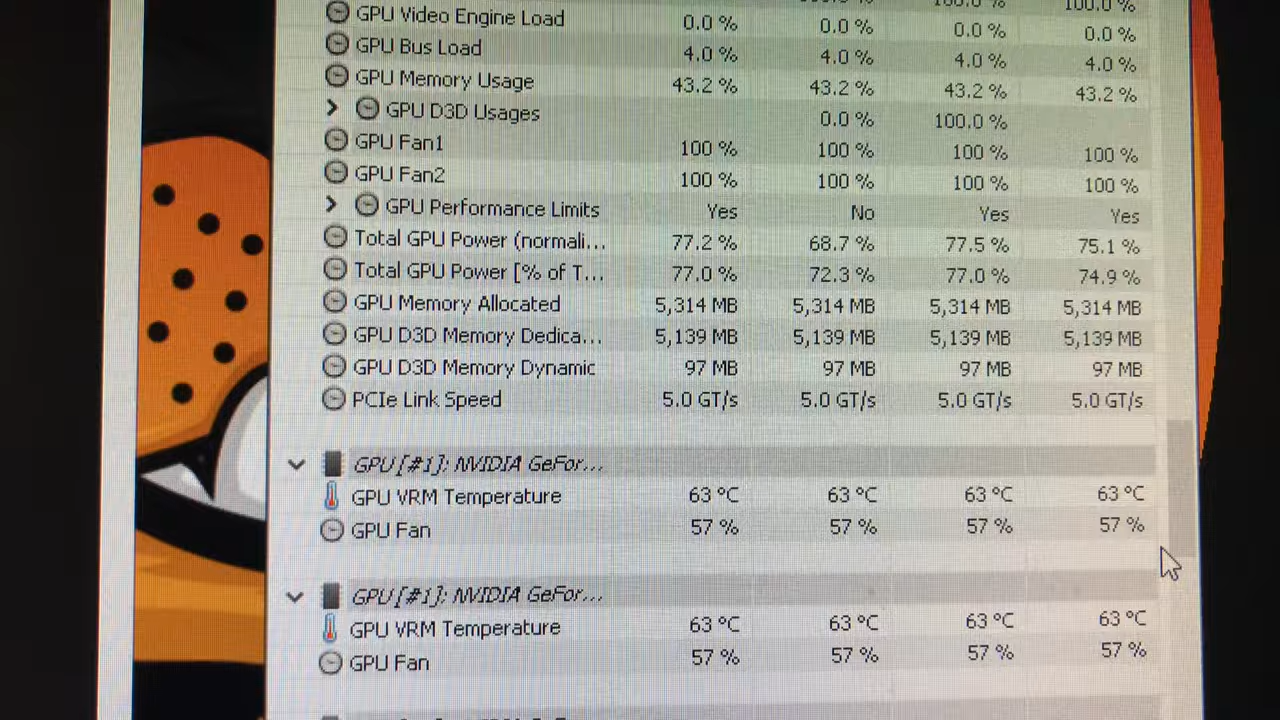 100.0 % 100.0 %
GPU Video Engine Load 0.0 % 0.0 % 0.0 % 0.0 %
GPU Bus Load 4.0 % 4.0 % 4.0 % 4.0 %
GPU Memory Usage 43.2 % 43.2 % 43.2 % 43.2 %
GPU D3D Usages 0.0 % 100.0 %
GPU Fan1 100 % 100 % 100 % 100 %
GPU Fan2 100 % 100 % 100 % 100 %
GPU Performance Limits Yes No Yes Yes
Total GPU Power (normali... 77.2 % 68.7 % 77.5 % 75.1 %
Total GPU Power [% of T... 77.0 % 72.3 % 77.0 % 74.9 %
GPU Memory Allocated 5,314 MB 5,314 MB 5,314 MB 5,314 MB
GPU D3D Memory Dedica... 5,139 MB 5,139 MB 5,139 MB 5,139 MB
GPU D3D Memory Dynamic 97 MB 97 MB 97 MB 97 MB
PCIe Link Speed 5.0 GT/s 5.0 GT/s 5.0 GT/s 5.0 GT/s
GPU [#1]: NVIDIA GeFor...
GPU VRM Temperature 63 °C 63 °C 63 °C 63 °C
GPU Fan 57 % 57 % 57 % 57 %
GPU [#1]: NVIDIA GeFor...
GPU VRM Temperature 63 °C 63 °C 63 °C 63 °C
GPU Fan 57 % 57 % 57 % 57 %